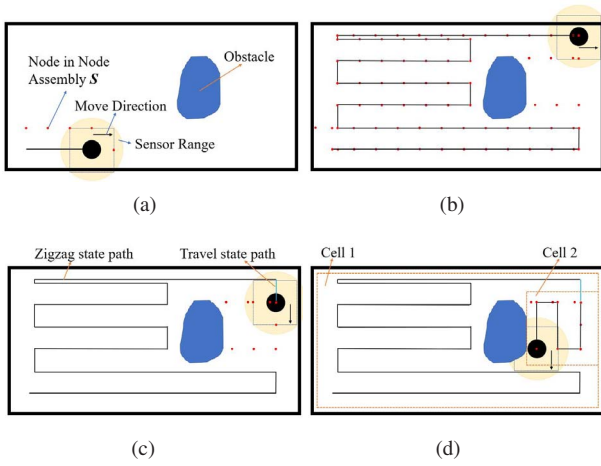 Node in Node
Assembly S
Obstacle
Move Direction
Sensor Range
(a)
(b)
Zigzag state path
Travel state path
Cell 1
Cell 2
(c)
(d)